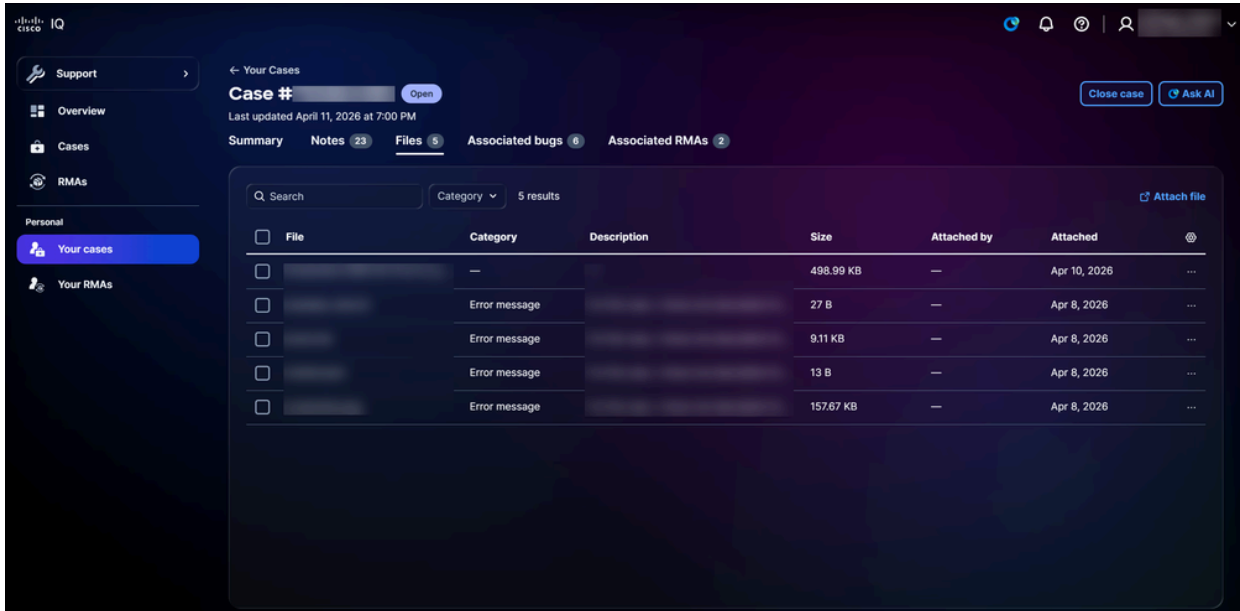 cisco IQ
Support
Overview
Cases
RMAs
Personal
Your cases
Your RMAs
← Your Cases
Case # Open
Last updated April 11, 2026 at 7:00 PM
Close case Ask AI
Summary Notes 23 Files 5 Associated bugs 6 Associated RMAs 2
Search Category 5 results Attach file
File Category Description Size Attached by Attached
— 498.99 KB — Apr 10, 2026 ...
Error message 27 B — Apr 8, 2026 ...
Error message 9.11 KB — Apr 8, 2026 ...
Error message 13 B — Apr 8, 2026 ...
Error message 157.67 KB — Apr 8, 2026 ...